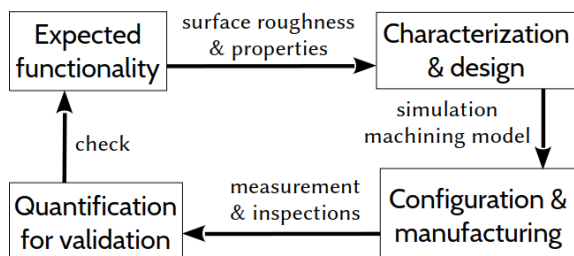 Expected
functionality
surface roughness
& properties
Characterization
& design
simulation
machining model
Configuration &
manufacturing
measurement
& inspections
Quantification
for validation
check